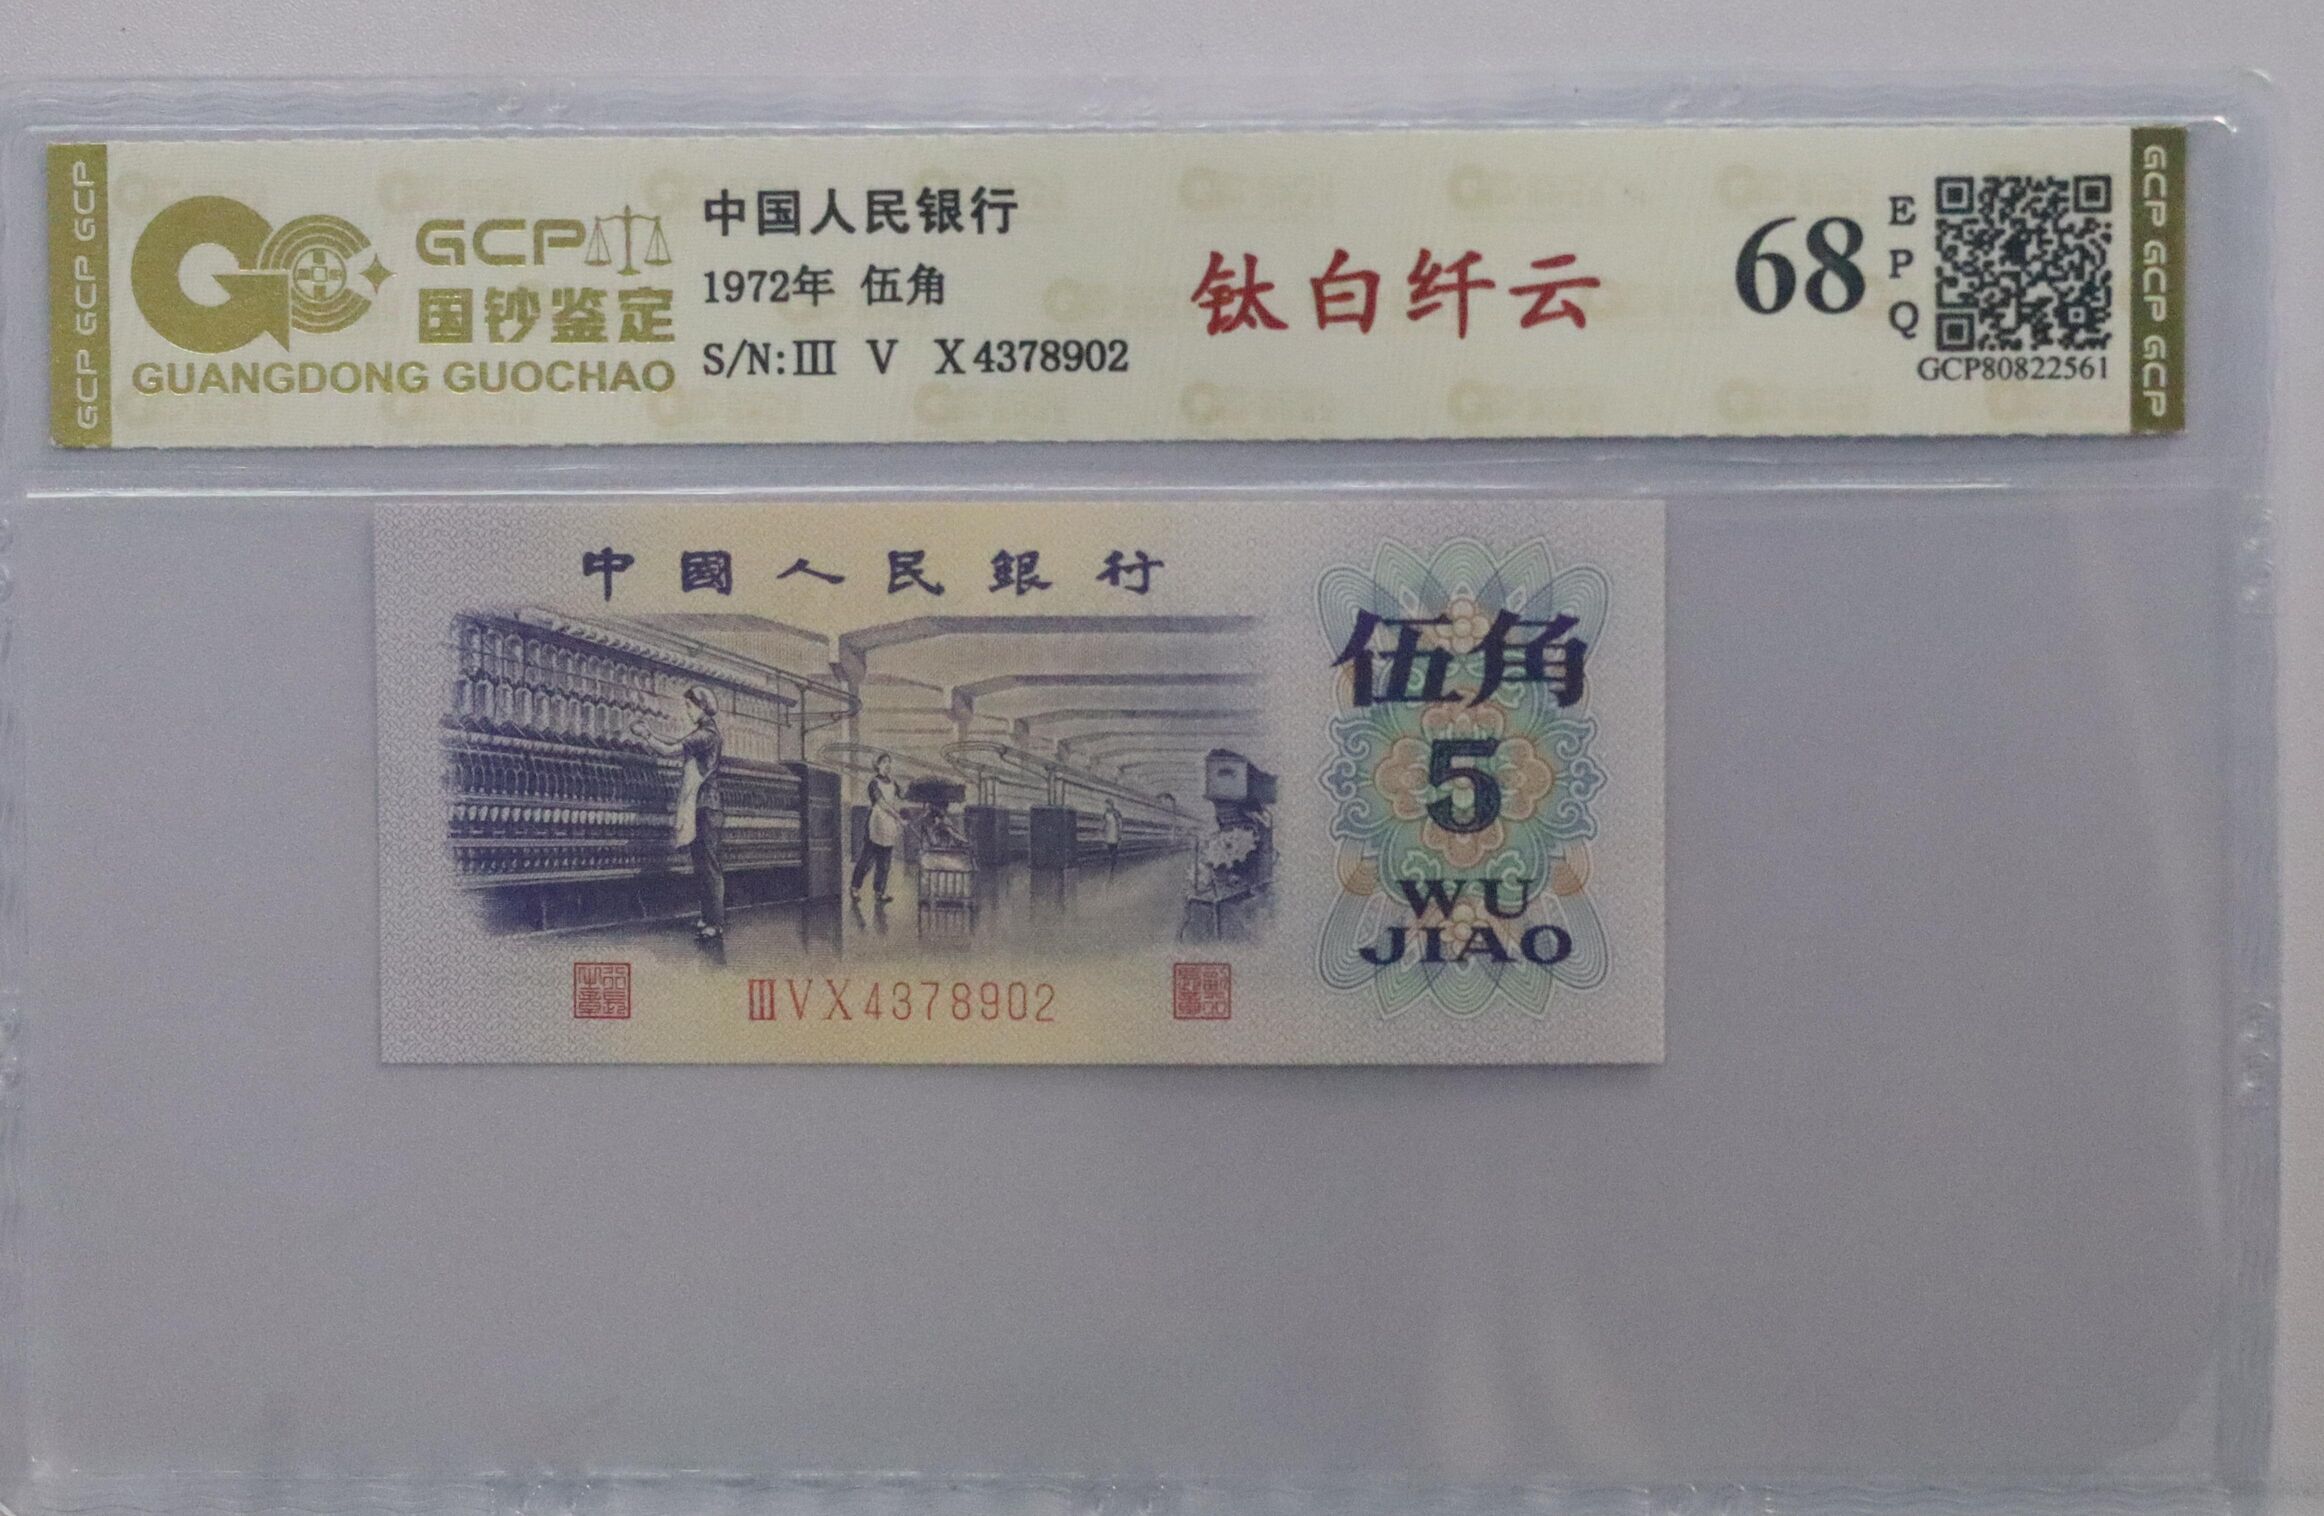 GCP GCP GCP
GCP
国钞鉴定
GUANGDONG GUOCHAO
中国人民银行
1972年 伍角
S/N:III V X4378902
钛白纤云
68
E
P
Q
GCP80822561
GCP GCP GCP
中國人民銀行
伍角
5
WU
JIAO
III V X 4378902